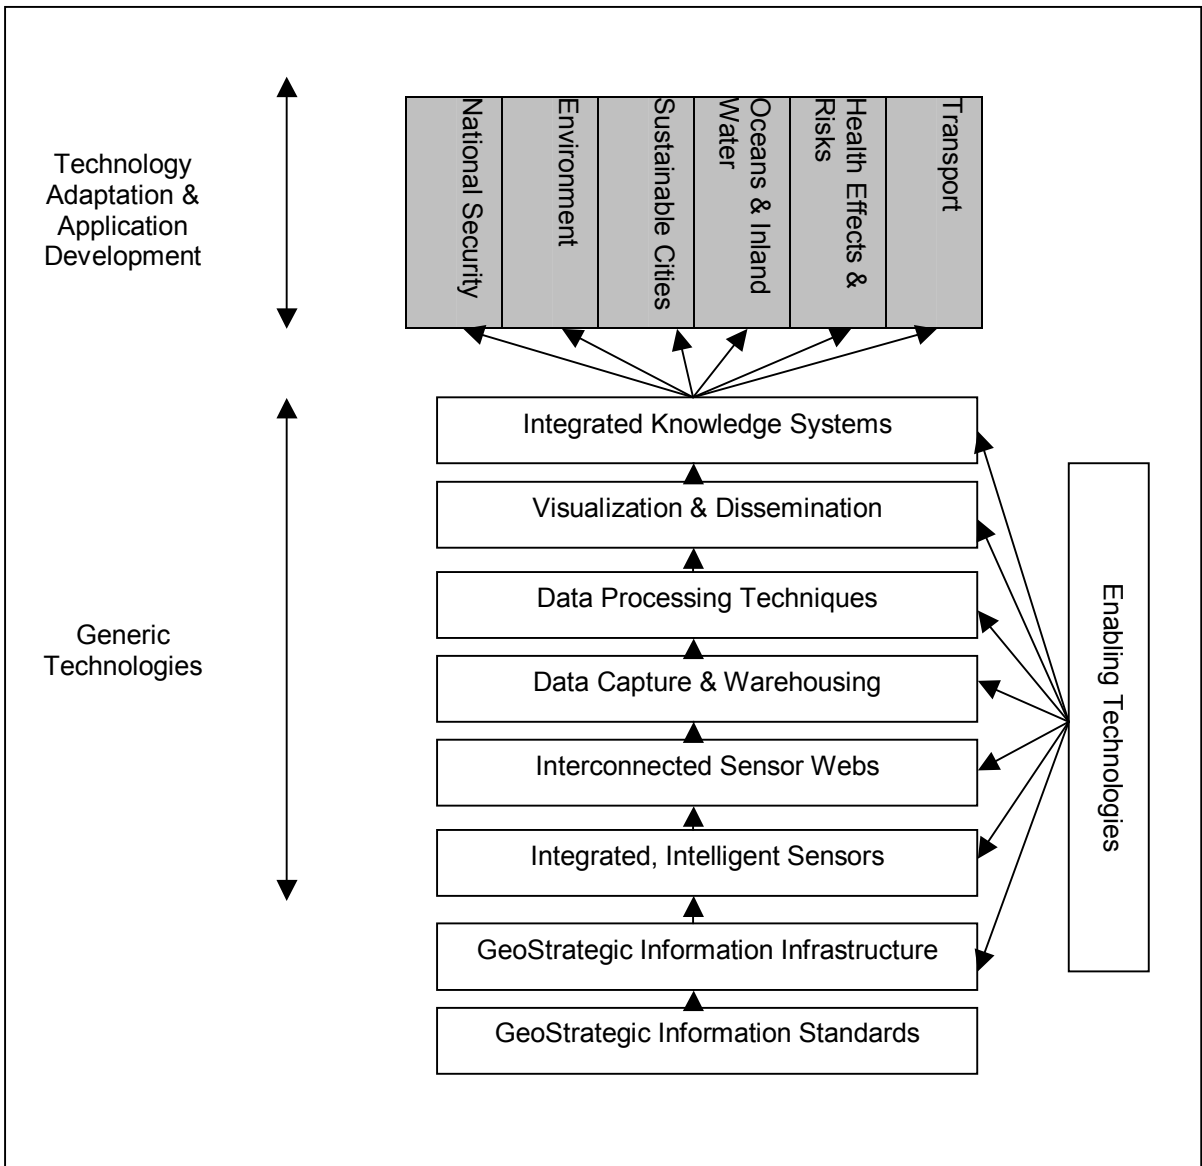 Technology
Adaptation &
Application
Development
National Security
Environment
Sustainable Cities
Oceans & Inland
Water
Health Effects &
Risks
Transport
Integrated Knowledge Systems
Visualization & Dissemination
Data Processing Techniques
Generic
Technologies
Data Capture & Warehousing
Interconnected Sensor Webs
Integrated, Intelligent Sensors
GeoStrategic Information Infrastructure
GeoStrategic Information Standards
Enabling Technologies